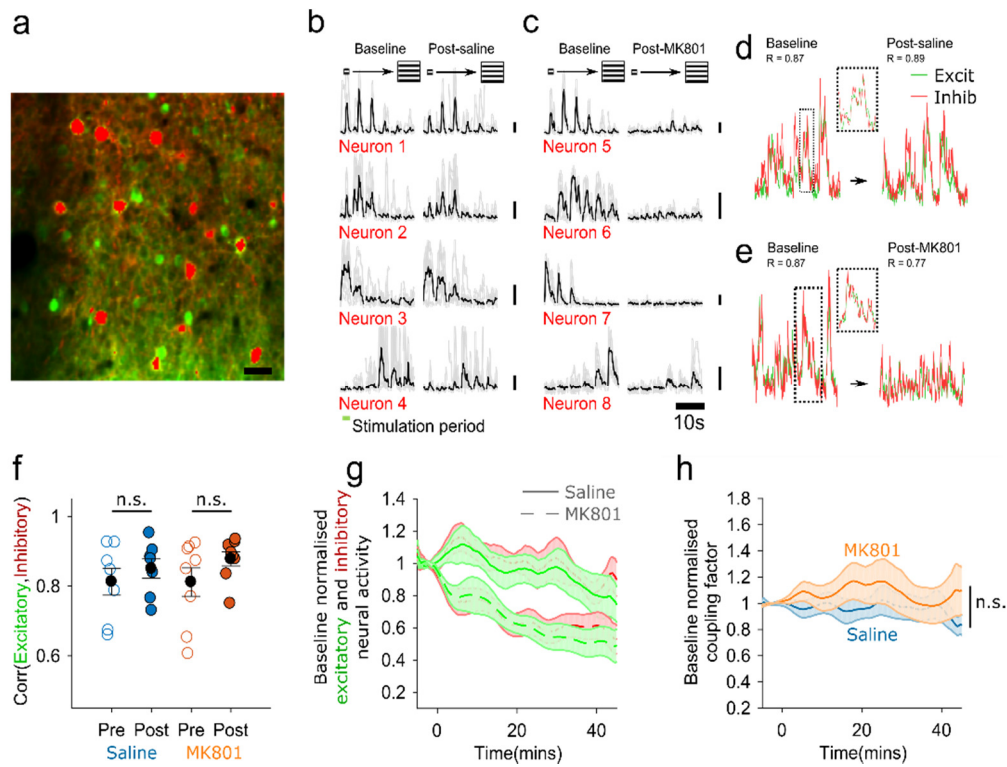 a
b
Baseline Post-saline
Neuron 1
Neuron 2
Neuron 3
Neuron 4
Stimulation period
c
Baseline Post-MK801
Neuron 5
Neuron 6
Neuron 7
Neuron 8
10s
d
Baseline Post-saline
R = 0.87 R = 0.89
Excit
Inhib
e
Baseline Post-MK801
R = 0.87 R = 0.77
f
n.s. n.s.
Corr(Excitatory,Inhibitory)
1
0.8
0.6
Pre Post Pre Post
Saline MK801
g
Baseline normalised
excitatory and inhibitory
neural activity
1.4
1.2
1
0.8
0.6
0.4
0.2
Saline
MK801
0 20 40
Time(mins)
h
Baseline normalised
coupling factor
1.8
1.6
1.4
1.2
1
0.8
0.6
0.4
0.2
MK801
Saline
n.s.
0 20 40
Time(mins)